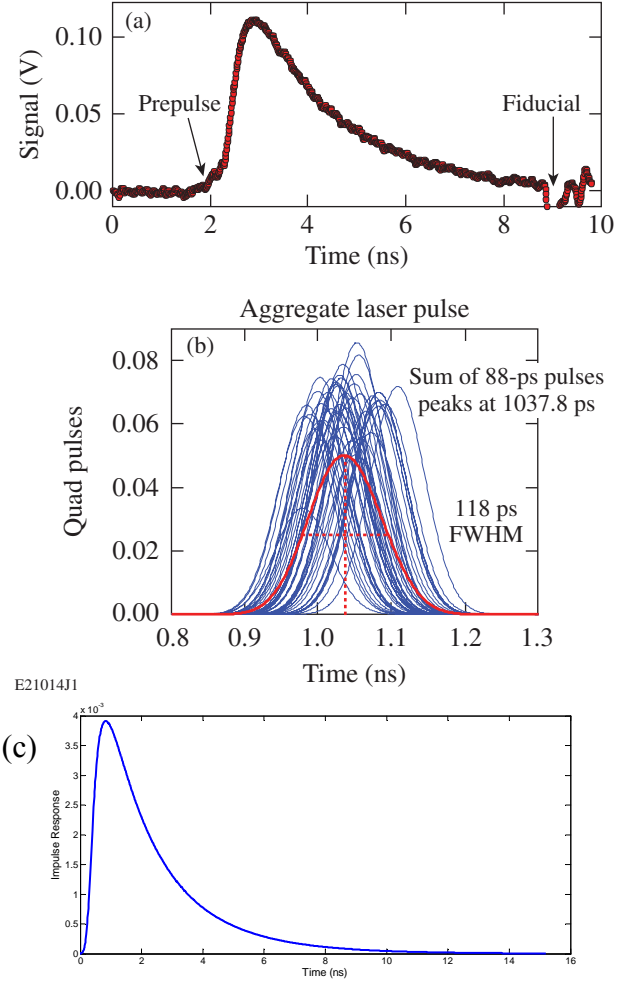 (a)
0.10
0.05
0.00
Signal (V)
Prepulse
Fiducial
0 2 4 6 8 10
Time (ns)
Aggregate laser pulse
(b)
0.08
0.06
0.04
0.02
0.00
Quad pulses
Sum of 88-ps pulses
peaks at 1037.8 ps
118 ps
FWHM
0.8 0.9 1.0 1.1 1.2 1.3
Time (ns)
E21014J1
(c)
x 10-3
4
3.5
3
2.5
2
1.5
1
0.5
0
Impulse Response
0 2 4 6 8 10 12 14 16
Time (ns)